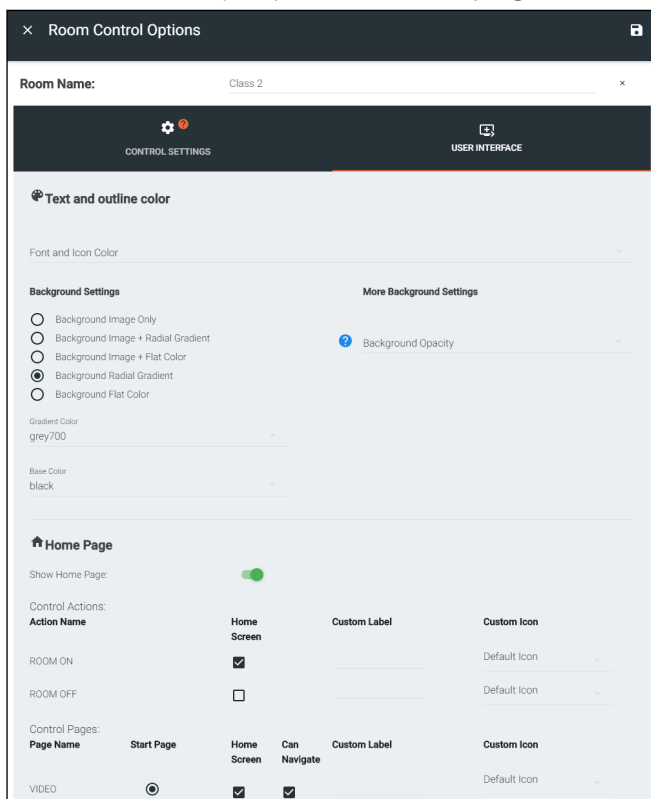 × Room Control Options
Room Name: Class 2 ×
? CONTROL SETTINGS USER INTERFACE
Text and outline color
Font and Icon Color
Background Settings More Background Settings
Background Image Only
Background Image + Radial Gradient
? Background Opacity
Background Image + Flat Color
Background Radial Gradient
Background Flat Color
Gradient Color
grey700
Base Color
black
Home Page
Show Home Page:
Control Actions:
Action Name Home Screen Custom Label Custom Icon
ROOM ON Default Icon
ROOM OFF Default Icon
Control Pages:
Page Name Start Page Home Screen Can Navigate Custom Label Custom Icon
VIDEO Default Icon